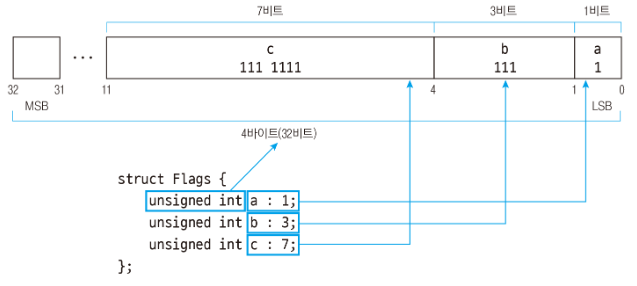 7비트 3비트 1비트
c b a
··· 111 1111 111 1
32 31 11 4 1 0
MSB LSB
4바이트(32비트)
struct Flags {
unsigned int a : 1;
unsigned int b : 3;
unsigned int c : 7;
};